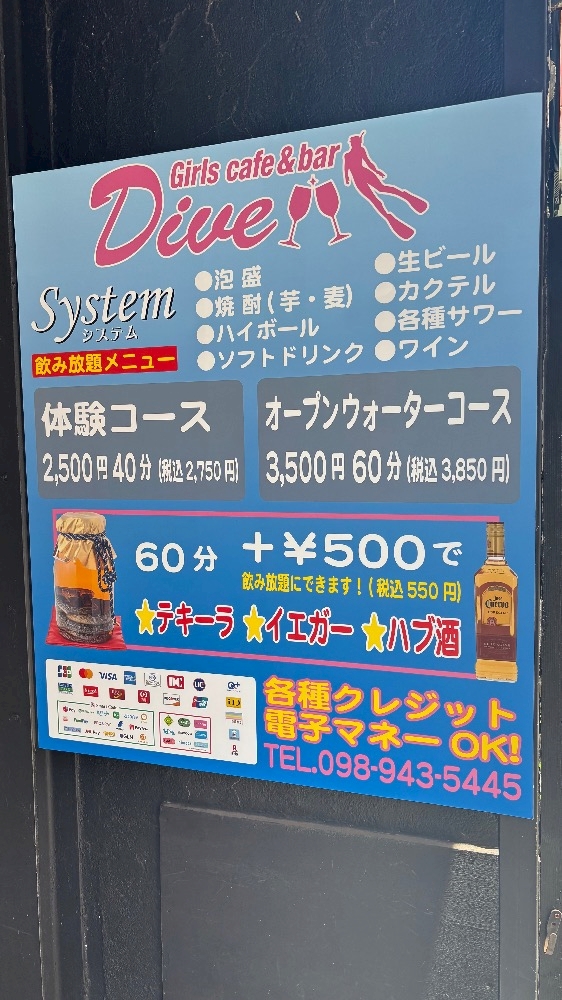 Girls cafe & bar
Dive
System
システム
飲み放題メニュー
●泡盛
●焼酎(芋・麦)
●ハイボール
●ソフトドリンク
●生ビール
●カクテル
●各種サワー
●ワイン
体験コース
2,500円 40分 (税込 2,750円)
オープンウォーターコース
3,500円 60分 (税込 3,850円)
60分 +¥500で
飲み放題にできます！(税込 550円)
★テキーラ ★イエガー ★ハブ酒
Jose
Cuervo
JCB VISA
各種クレジット
電子マネー OK!
TEL.098-943-5445